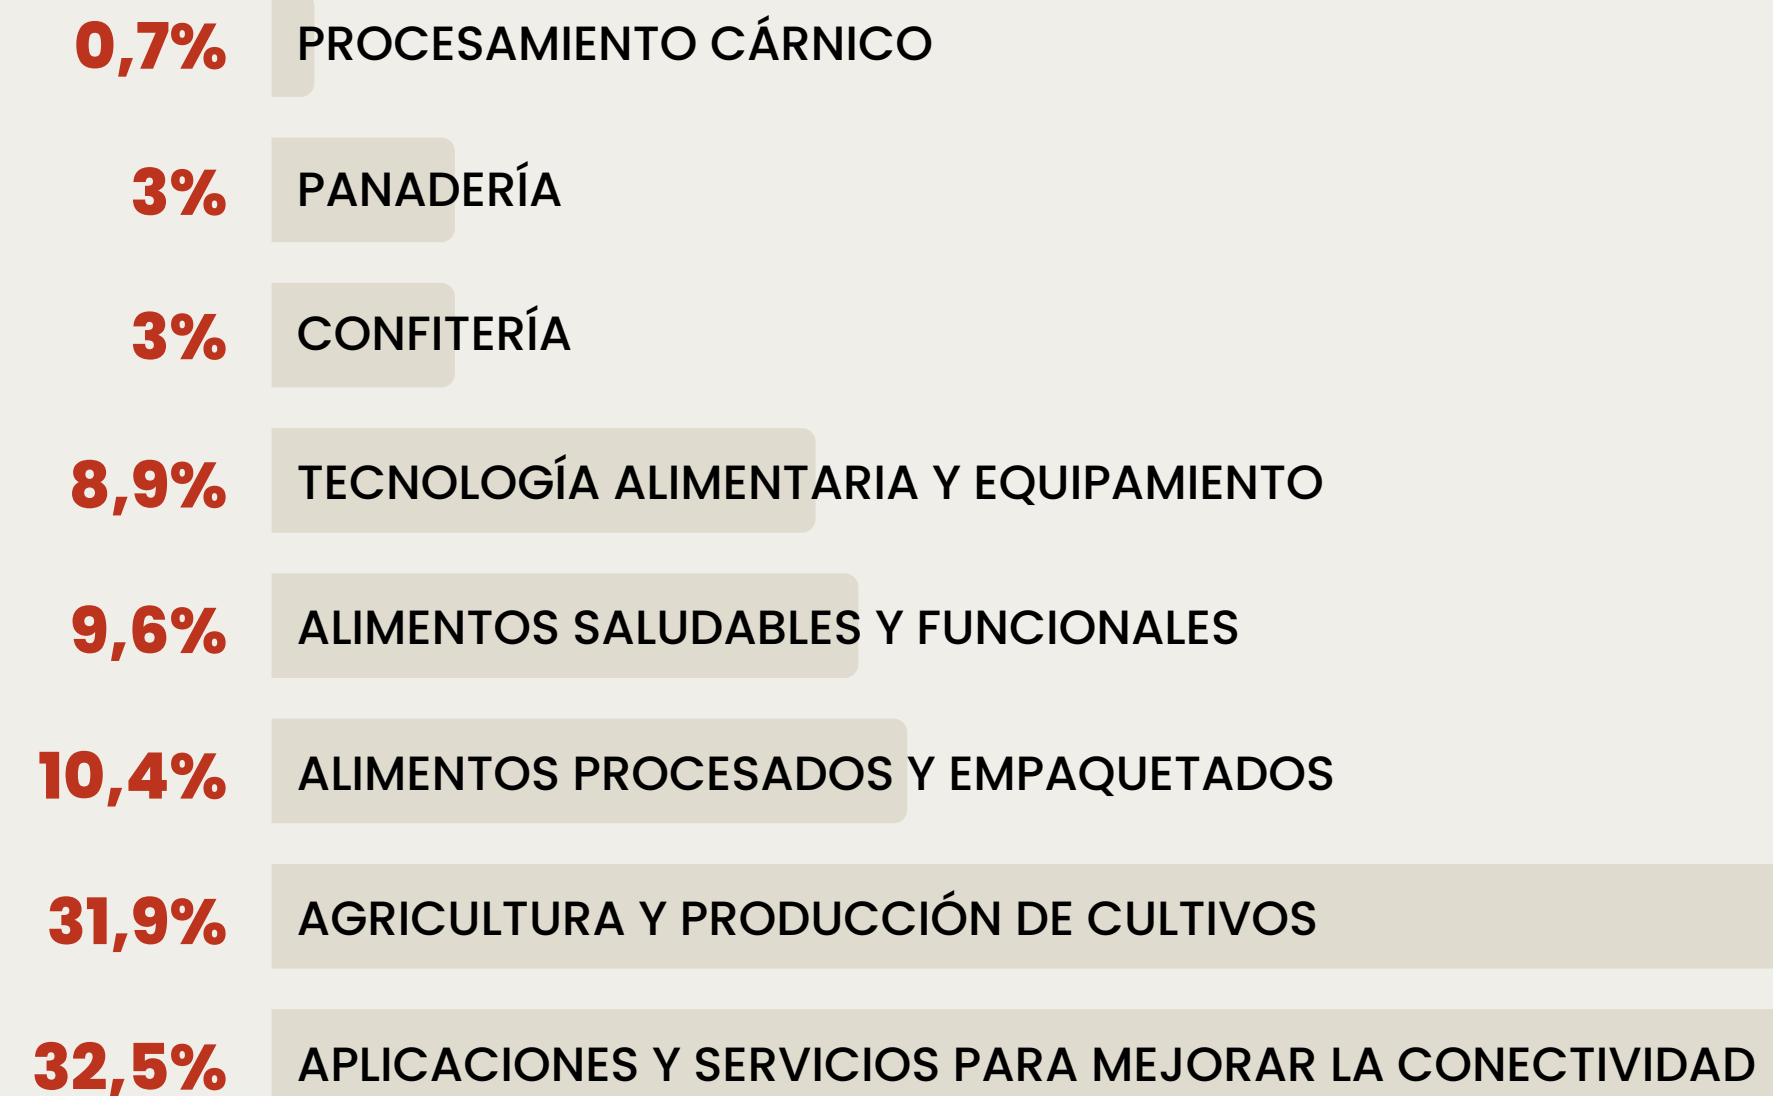 0,7% PROCESAMIENTO CÁRNICO
3% PANADERÍA
3% CONFITERÍA
8,9% TECNOLOGÍA ALIMENTARIA Y EQUIPAMIENTO
9,6% ALIMENTOS SALUDABLES Y FUNCIONALES
10,4% ALIMENTOS PROCESADOS Y EMPAQUETADOS
31,9% AGRICULTURA Y PRODUCCIÓN DE CULTIVOS
32,5% APLICACIONES Y SERVICIOS PARA MEJORAR LA CONECTIVIDAD